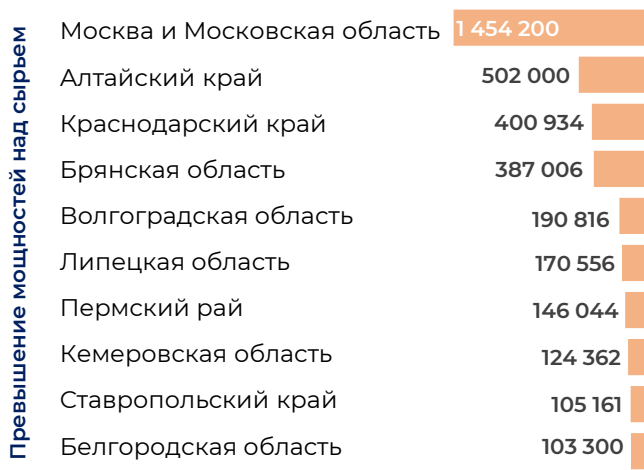 Превышение мощностей над сырьем
Москва и Московская область 1 454 200
Алтайский край 502 000
Краснодарский край 400 934
Брянская область 387 006
Волгоградская область 190 816
Липецкая область 170 556
Пермский рай 146 044
Кемеровская область 124 362
Ставропольский край 105 161
Белгородская область 103 300